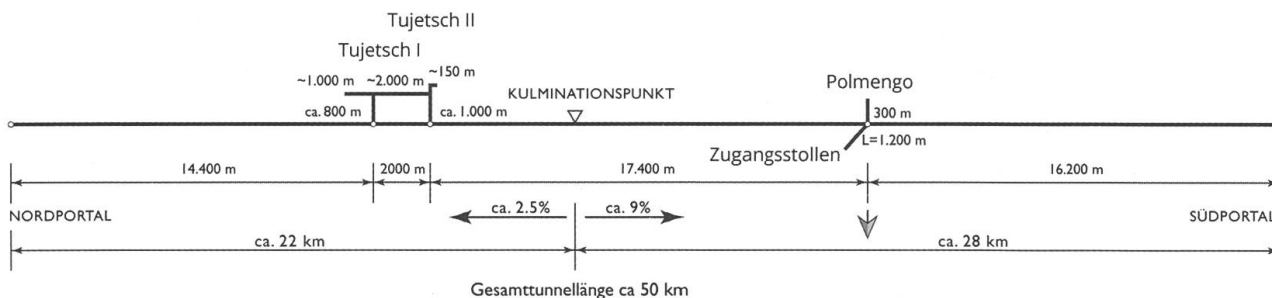 Tujetsch II
Tujetsch I
~1.000 m ~2.000 m ~150 m
KULMINATIONSPUNKT
Polmengo
ca. 800 m ca. 1.000 m
300 m
L=1.200 m
Zugangsstollen
14.400 m 2000 m 17.400 m 16.200 m
NORDPORTAL ca. 2.5% ca. 9% SÜDPORTAL
ca. 22 km ca. 28 km
Gesamttunnellänge ca 50 km